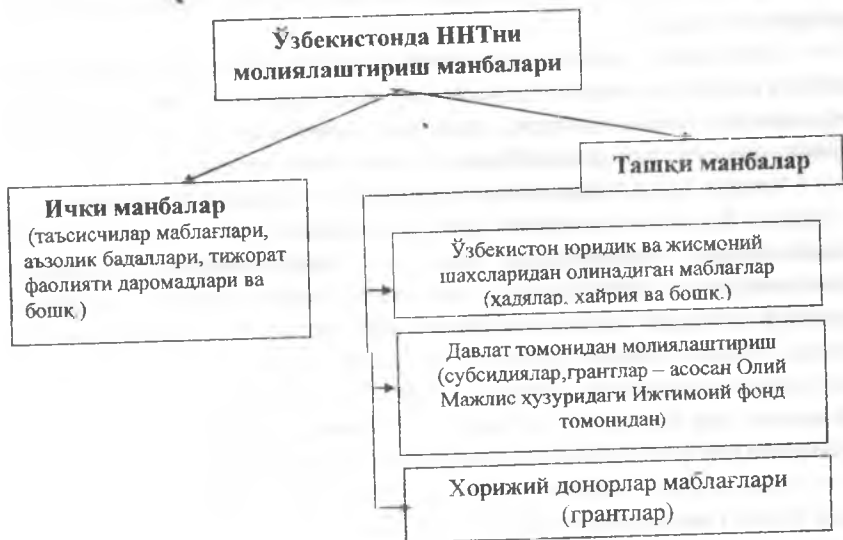 Ўзбекистонда ННТни
молиялаштириш манбалари
Ташқи манбалар
Ички манбалар
(таъсисчилар маблағлари,
аъзолик бадаллари, тижорат
фаолияти даромадлари ва
бошқ.)
Ўзбекистон юридик ва жисмоний
шахсларидан олинадиган маблағлар
(ҳадялар, хайрия ва бошқ.)
Давлат томонидан молиялаштириш
(субсидиялар,грантлар – асосан Олий
Мажлис ҳузуридаги Ижтимоий фонд
томонидан)
Хорижий донорлар маблағлари
(грантлар)